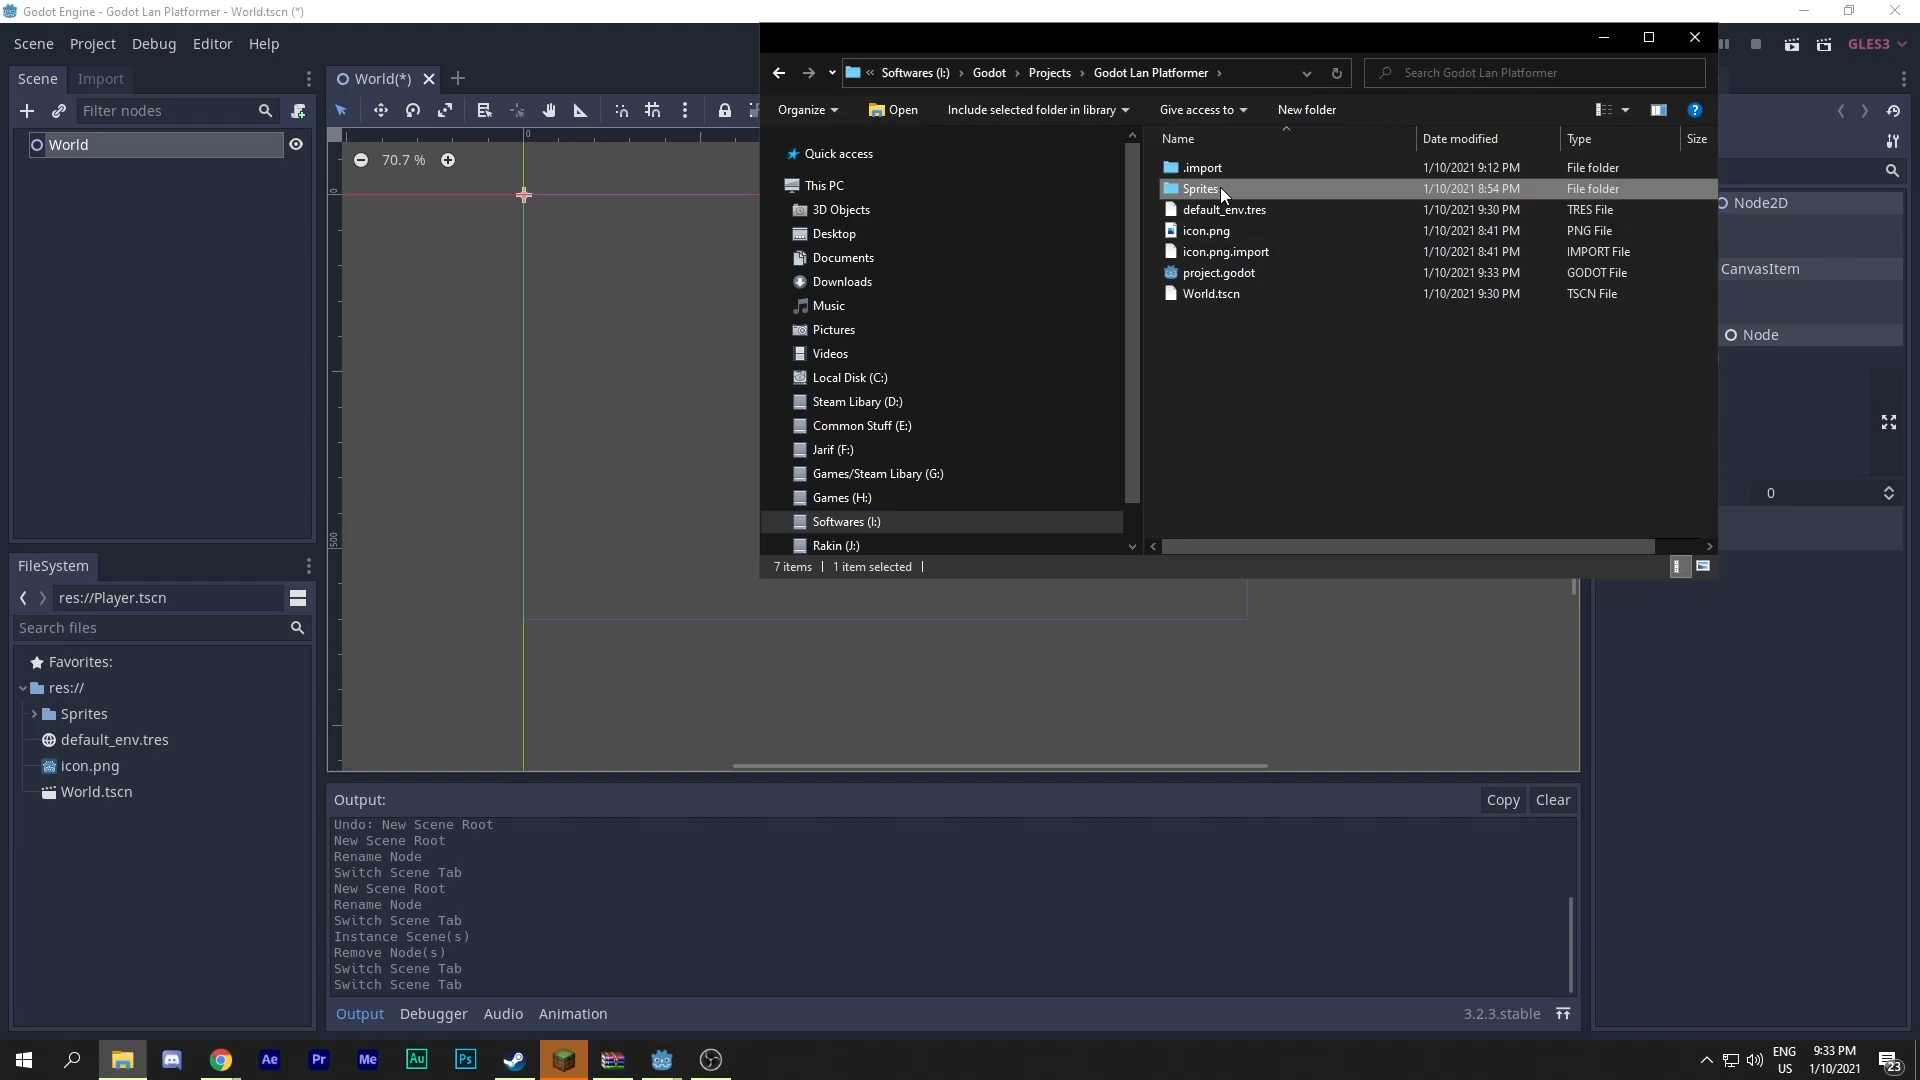 Godot Engine - Godot Lan Platformer - World.tscn (*)
Scene Project Debug Editor Help
GLES3
Scene Import
World(*)
Filter nodes
World
70.7 %
0
0
500
FileSystem
res://Player.tscn
Search files
Favorites:
res://
Sprites
default_env.tres
icon.png
World.tscn
« Softwares (I:) › Godot › Projects › Godot Lan Platformer ›
Search Godot Lan Platformer
Organize Open Include selected folder in library Give access to New folder
Quick access
This PC
3D Objects
Desktop
Documents
Downloads
Music
Pictures
Videos
Local Disk (C:)
Steam Libary (D:)
Common Stuff (E:)
Jarif (F:)
Games/Steam Libary (G:)
Games (H:)
Softwares (I:)
Rakin (J:)
Name Date modified Type Size
.import 1/10/2021 9:12 PM File folder
Sprites 1/10/2021 8:54 PM File folder
default_env.tres 1/10/2021 9:30 PM TRES File
icon.png 1/10/2021 8:41 PM PNG File
icon.png.import 1/10/2021 8:41 PM IMPORT File
project.godot 1/10/2021 9:33 PM GODOT File
World.tscn 1/10/2021 9:30 PM TSCN File
7 items 1 item selected
Node2D
CanvasItem
Node
0
Output:
Copy Clear
Undo: New Scene Root
New Scene Root
Rename Node
Switch Scene Tab
New Scene Root
Rename Node
Switch Scene Tab
Instance Scene(s)
Remove Node(s)
Switch Scene Tab
Switch Scene Tab
Output Debugger Audio Animation
3.2.3.stable
Ae Pr Me Au Ps
ENG
US
9:33 PM
1/10/2021
23